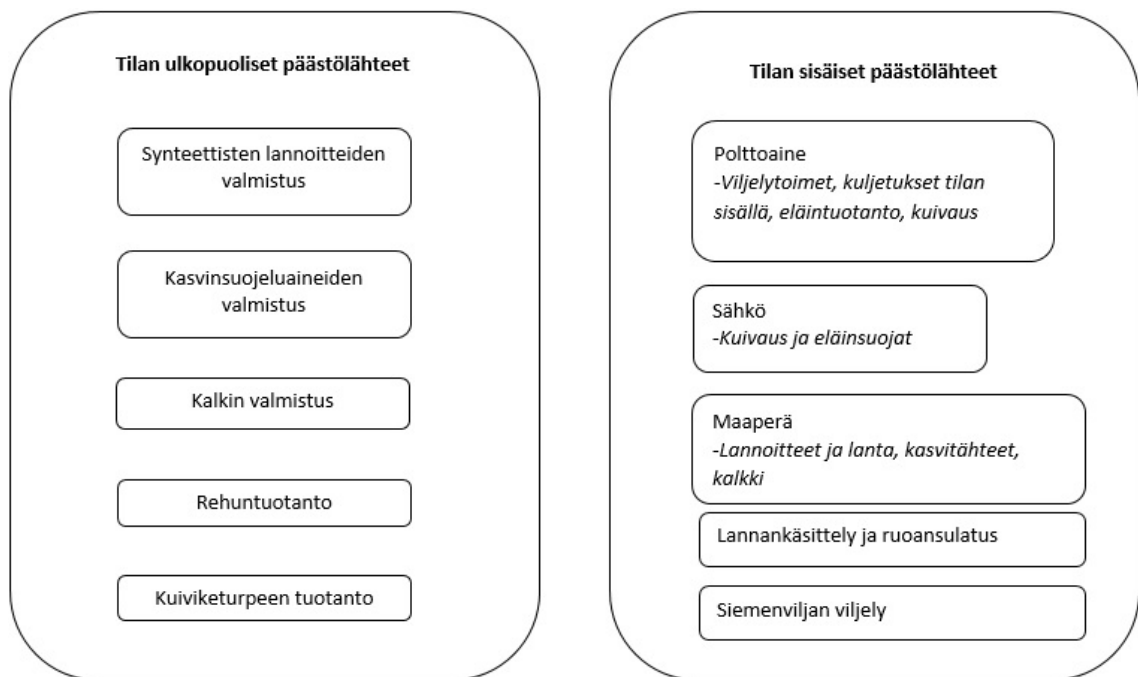 Tilan ulkopuoliset päästölähteet
Synteettisten lannoitteiden
valmistus
Kasvinsuojeluaineiden
valmistus
Kalkin valmistus
Rehuntuotanto
Kuiviketurpeen tuotanto
Tilan sisäiset päästölähteet
Polttoaine
-Viljelytoimet, kuljetukset tilan
sisällä, eläintuotanto, kuivaus
Sähkö
-Kuivaus ja eläinsuojat
Maaperä
-Lannoitteet ja lanta, kasvitähteet,
kalkki
Lannankäsittely ja ruoansulatus
Siemenviljan viljely